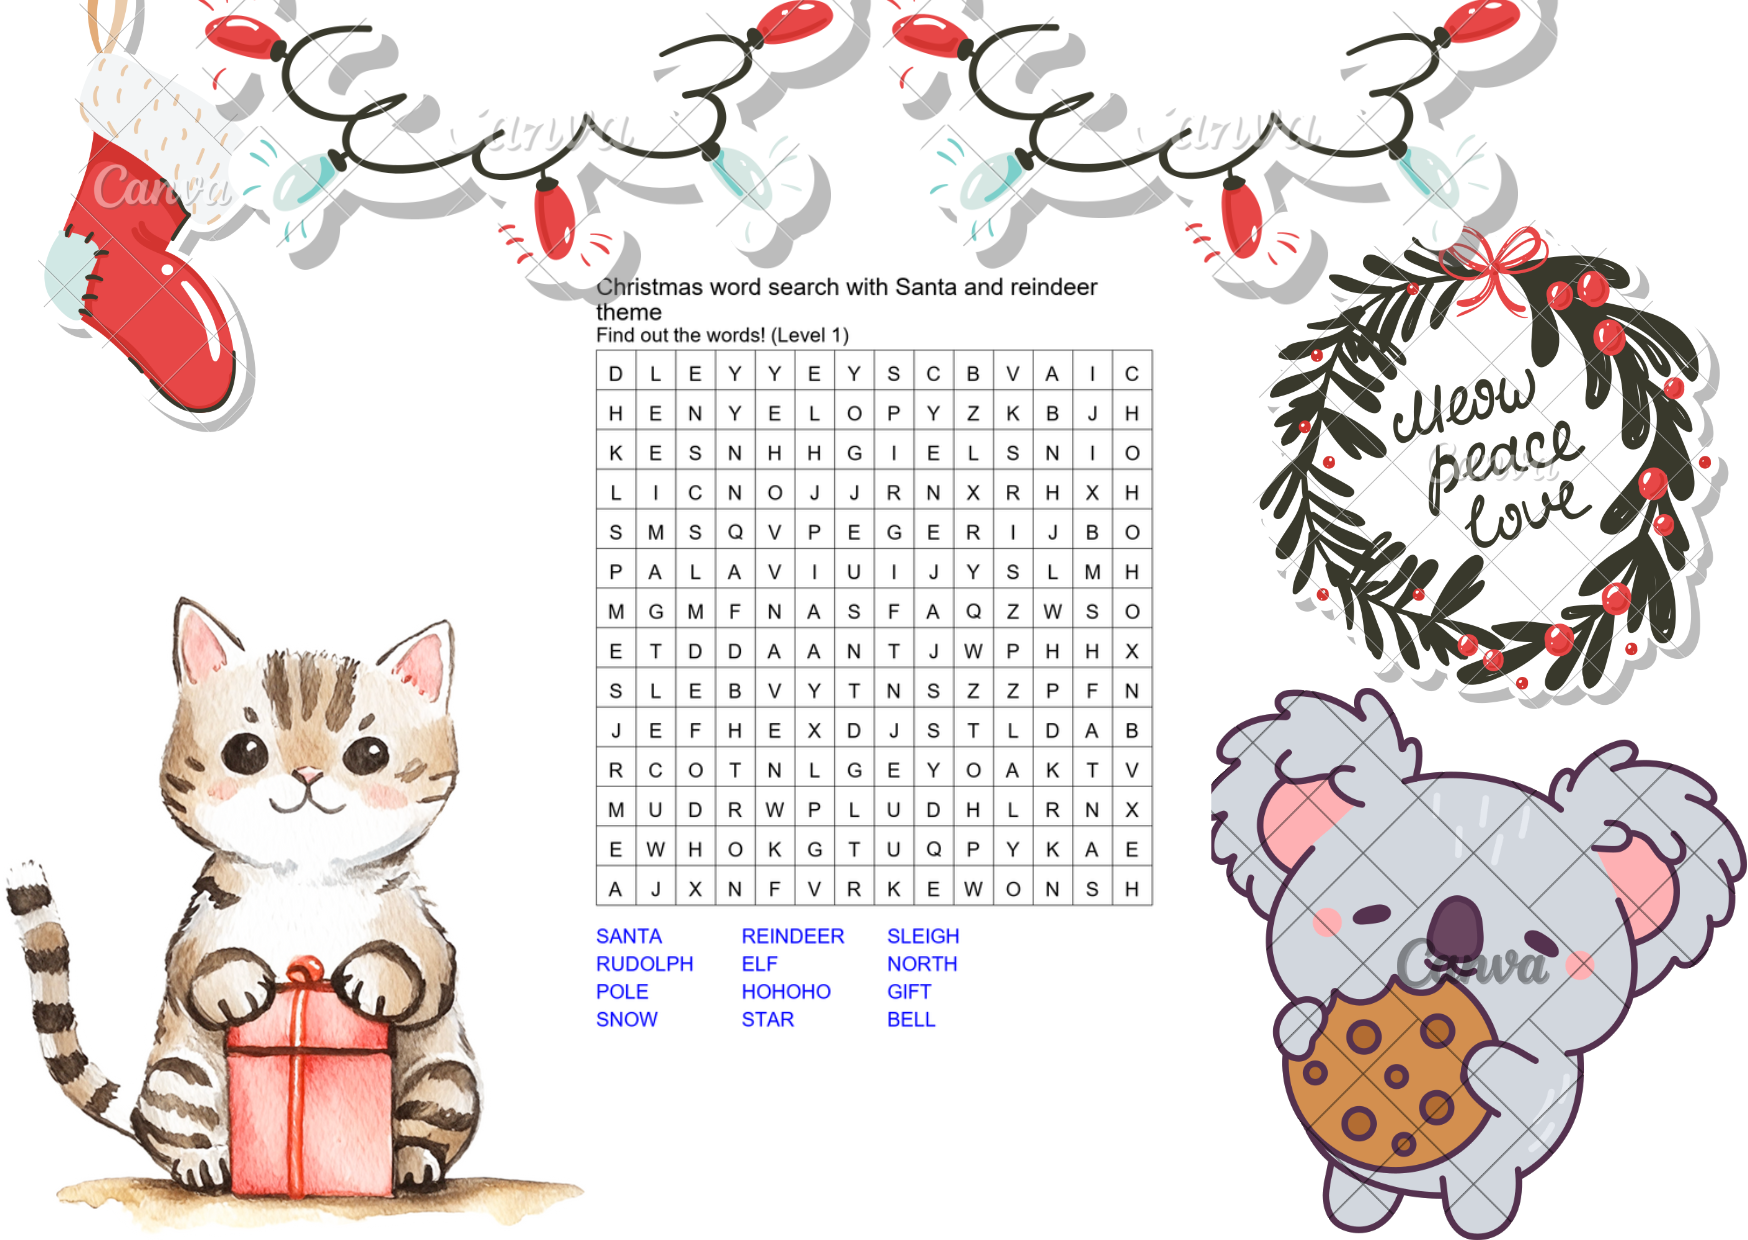 Canva
Canva
Canva
Christmas word search with Santa and reindeer
theme
Find out the words! (Level 1)
D L E Y Y E Y S C B V A I C
H E N Y E L O P Y Z K B J H
K E S N H H G I E L S N I O
L I C N O J J R N X R H X H
S M S Q V P E G E R I J B O
P A L A V I U I J Y S L M H
M G M F N A S F A Q Z W S O
E T D D A A N T J W P H H X
S L E B V Y T N S Z Z P F N
J E F H E X D J S T L D A B
R C O T N L G E Y O A K T V
M U D R W P L U D H L R N X
E W H O K G T U Q P Y K A E
A J X N F V R K E W O N S H
SANTA REINDEER SLEIGH
RUDOLPH ELF NORTH
POLE HOHOHO GIFT
SNOW STAR BELL
Meow
peace
Canva
love
Canva